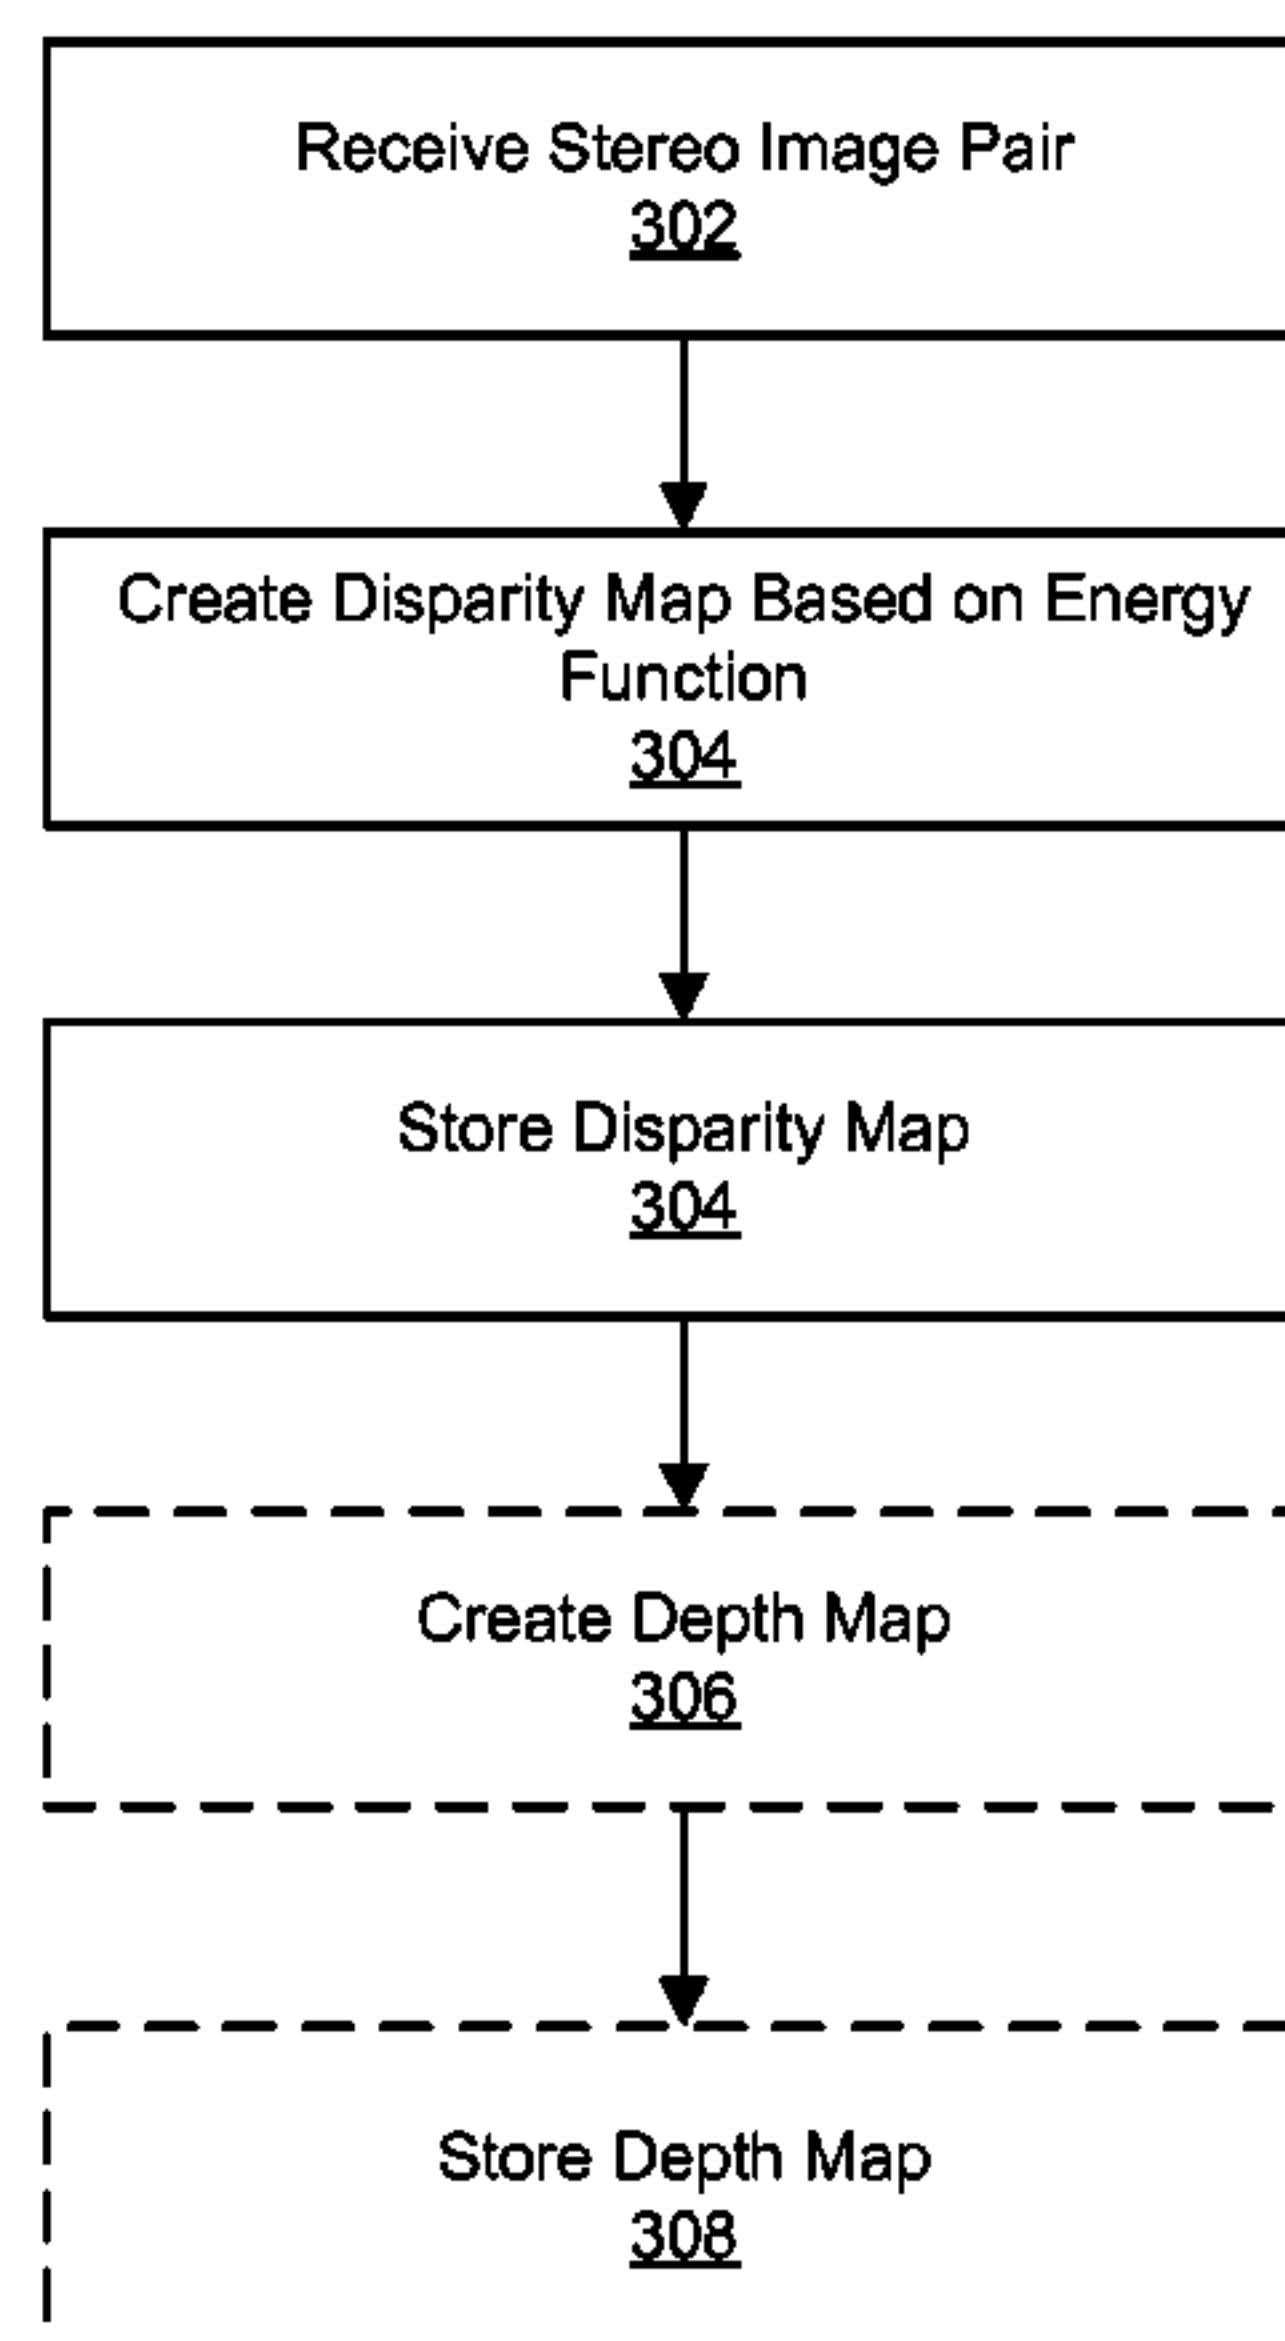 Receive Stereo Image Pair
302
Create Disparity Map Based on Energy
Function
304
Store Disparity Map
304
Create Depth Map
306
Store Depth Map
308